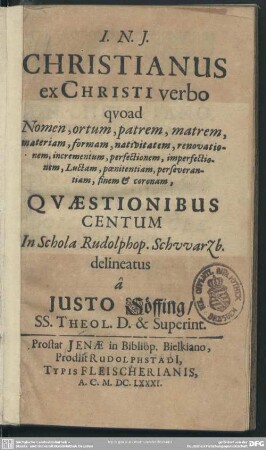 I. N. J.
CHRISTIANUS
ex CHRISTI verbo
qvoad
Nomen, ortum, patrem, matrem,
materiam, formam, nativitatem, renovatio-
nem, incrementum, perfectionem, imperfectio-
nem, Luctam, pœnitentiam, perseveran-
tiam, finem & coronam,
QVÆSTIONIBUS
CENTUM
In Schola Rudolphop. Schvvarzb.
delineatus
â
JUSTO Söffing/
SS. THEOL. D. & Superint.
Prostat JENÆ in Bibliop. Bielkiano,
Prodiit RUDOLPHSTADI,
TYPIS FLEISCHERIANIS,
A. C. M. DC. LXXXI.